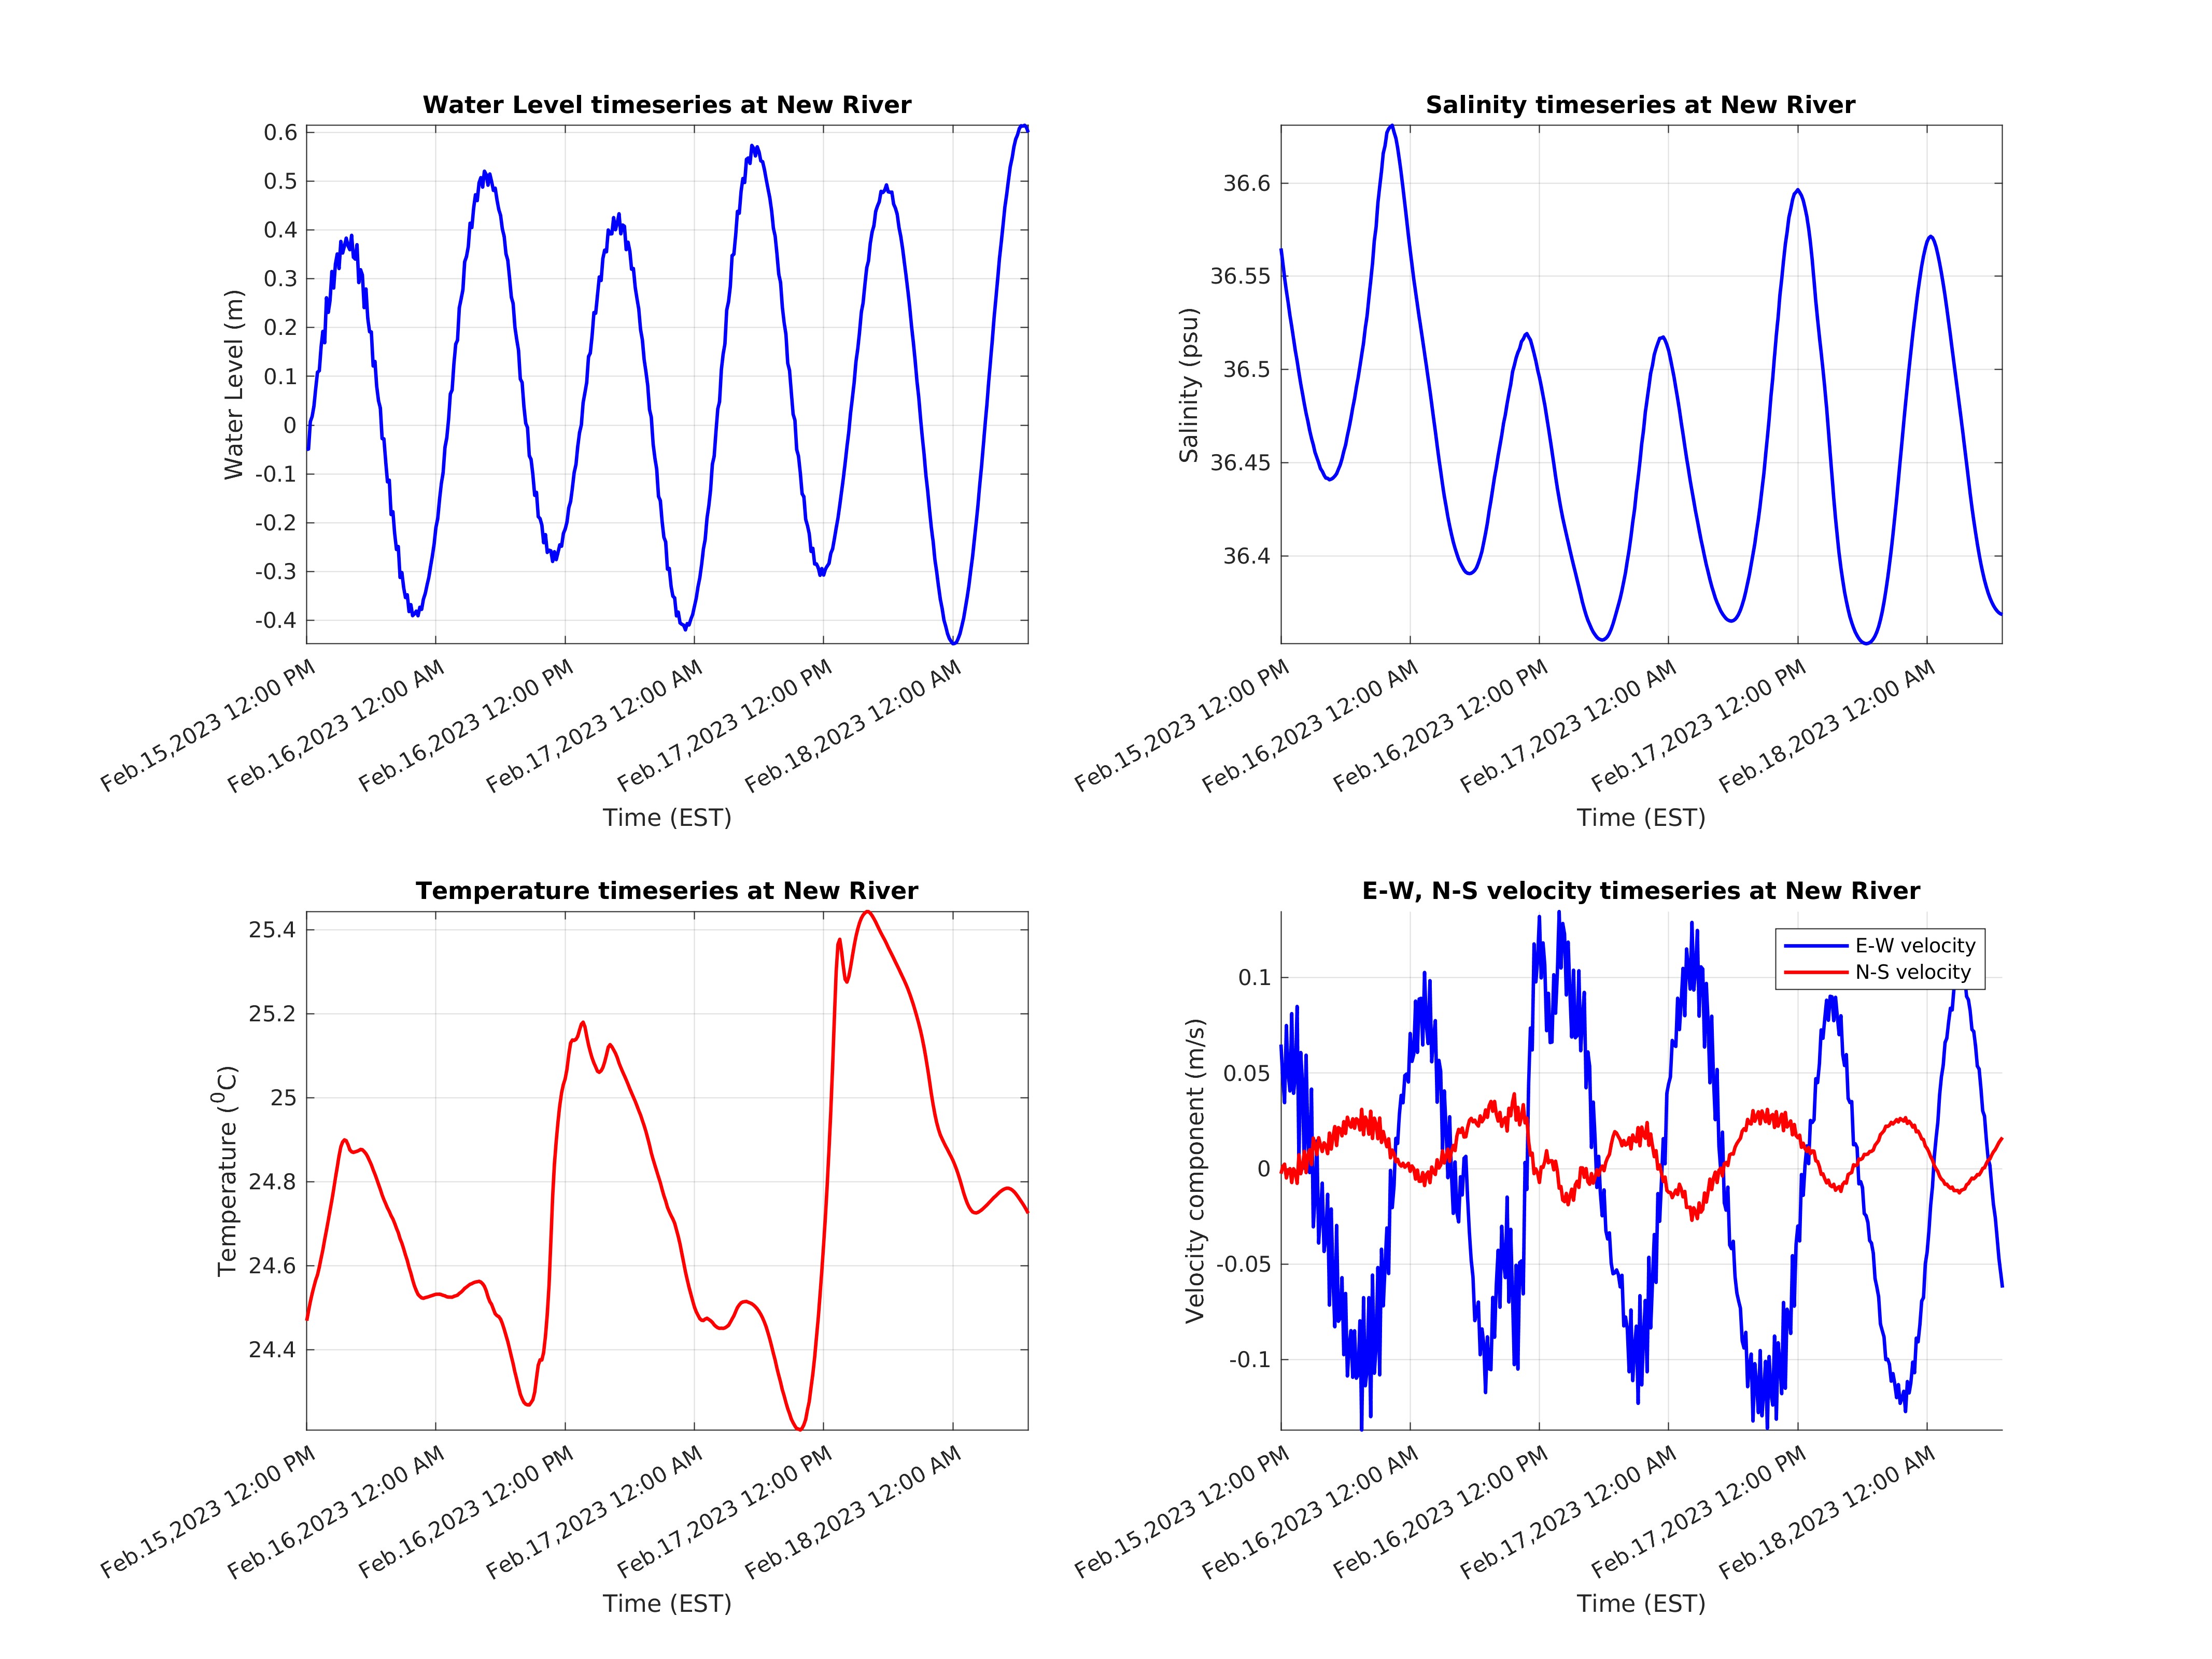 Water Level timeseries at New River
0.6
0.5
0.4
0.3
0.2
0.1
0
-0.1
-0.2
-0.3
-0.4
Water Level (m)
Feb.15,2023 12:00 PM
Feb.16,2023 12:00 AM
Feb.16,2023 12:00 PM
Feb.17,2023 12:00 AM
Feb.17,2023 12:00 PM
Feb.18,2023 12:00 AM
Time (EST)
Salinity timeseries at New River
36.6
36.55
36.5
36.45
36.4
Salinity (psu)
Feb.15,2023 12:00 PM
Feb.16,2023 12:00 AM
Feb.16,2023 12:00 PM
Feb.17,2023 12:00 AM
Feb.17,2023 12:00 PM
Feb.18,2023 12:00 AM
Time (EST)
Temperature timeseries at New River
25.4
25.2
25
24.8
24.6
24.4
Temperature (⁰C)
Feb.15,2023 12:00 PM
Feb.16,2023 12:00 AM
Feb.16,2023 12:00 PM
Feb.17,2023 12:00 AM
Feb.17,2023 12:00 PM
Feb.18,2023 12:00 AM
Time (EST)
E-W, N-S velocity timeseries at New River
E-W velocity
N-S velocity
0.1
0.05
0
-0.05
-0.1
Velocity component (m/s)
Feb.15,2023 12:00 PM
Feb.16,2023 12:00 AM
Feb.16,2023 12:00 PM
Feb.17,2023 12:00 AM
Feb.17,2023 12:00 PM
Feb.18,2023 12:00 AM
Time (EST)